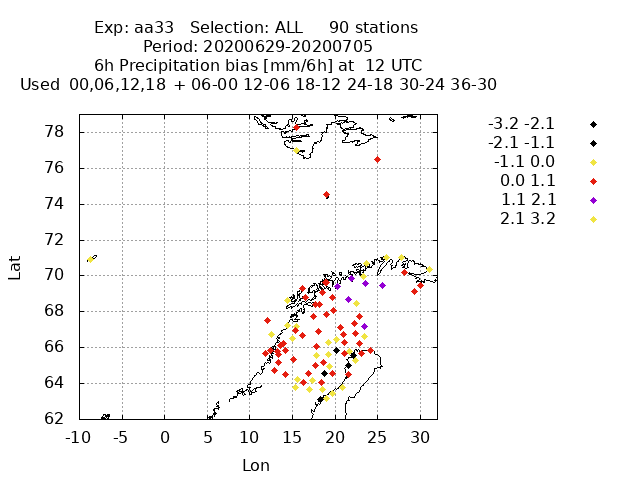 Exp: aa33   Selection: ALL     90 stations
Period: 20200629-20200705
6h Precipitation bias [mm/6h] at  12 UTC
Used  00,06,12,18  + 06-00 12-06 18-12 24-18 30-24 36-30
-3.2 -2.1
-2.1 -1.1
-1.1 0.0
0.0 1.1
1.1 2.1
2.1 3.2
78
76
74
72
70
68
66
64
62
Lat
-10 -5 0 5 10 15 20 25 30
Lon